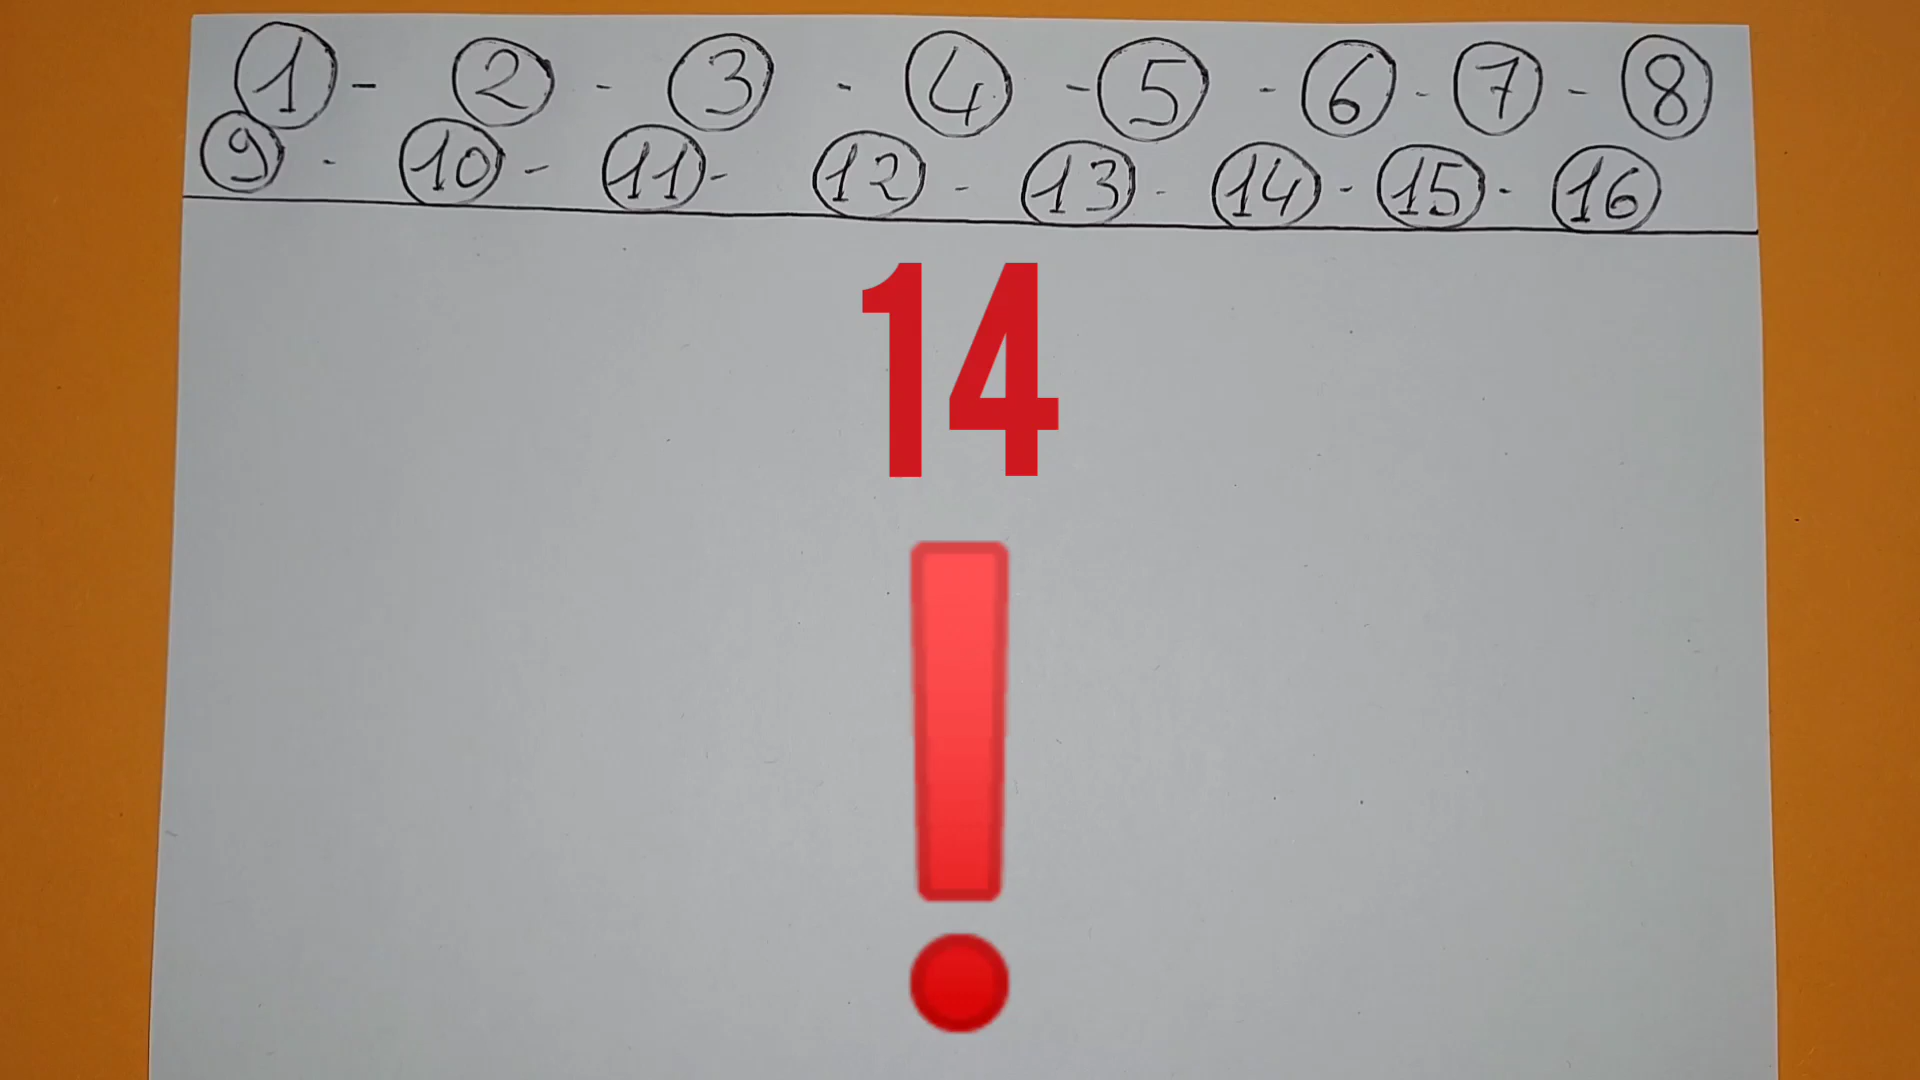 1 - 2 - 3 - 4 - 5 - 6 - 7 - 8
9 - 10 - 11 - 12 - 13 - 14 - 15 - 16
14
❗